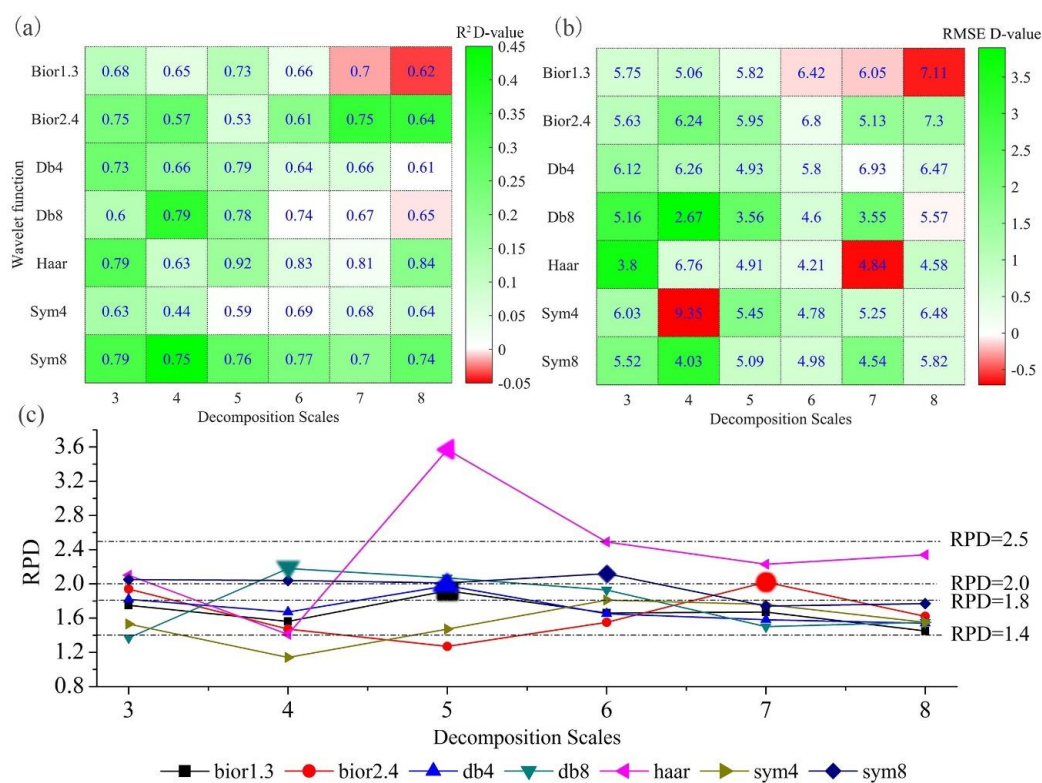 (a)
R² D-value
Wavelet function
Bior1.3 0.68 0.65 0.73 0.66 0.7 0.62
Bior2.4 0.75 0.57 0.53 0.61 0.75 0.64
Db4 0.73 0.66 0.79 0.64 0.66 0.61
Db8 0.6 0.79 0.78 0.74 0.67 0.65
Haar 0.79 0.63 0.92 0.83 0.81 0.84
Sym4 0.63 0.44 0.59 0.69 0.68 0.64
Sym8 0.79 0.75 0.76 0.77 0.7 0.74
3 4 5 6 7 8
Decomposition Scales
0.45
0.4
0.35
0.3
0.25
0.2
0.15
0.1
0.05
0
-0.05
(b)
RMSE D-value
Bior1.3 5.75 5.06 5.82 6.42 6.05 7.11
Bior2.4 5.63 6.24 5.95 6.8 5.13 7.3
Db4 6.12 6.26 4.93 5.8 6.93 6.47
Db8 5.16 2.67 3.56 4.6 3.55 5.57
Haar 3.8 6.76 4.91 4.21 4.84 4.58
Sym4 6.03 9.35 5.45 4.78 5.25 6.48
Sym8 5.52 4.03 5.09 4.98 4.54 5.82
3 4 5 6 7 8
Decomposition Scales
3.5
3
2.5
2
1.5
1
0.5
0
-0.5
(c)
RPD
3.6
3.2
2.8
2.4
2.0
1.6
1.2
0.8
RPD=2.5
RPD=2.0
RPD=1.8
RPD=1.4
3 4 5 6 7 8
Decomposition Scales
bior1.3 bior2.4 db4 db8 haar sym4 sym8